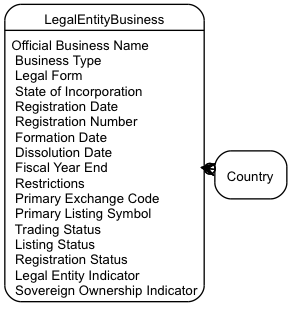 LegalEntityBusiness
Official Business Name
Business Type
Legal Form
State of Incorporation
Registration Date
Registration Number
Formation Date
Dissolution Date
Fiscal Year End
Restrictions
Primary Exchange Code
Primary Listing Symbol
Trading Status
Listing Status
Registration Status
Legal Entity Indicator
Sovereign Ownership Indicator
Country